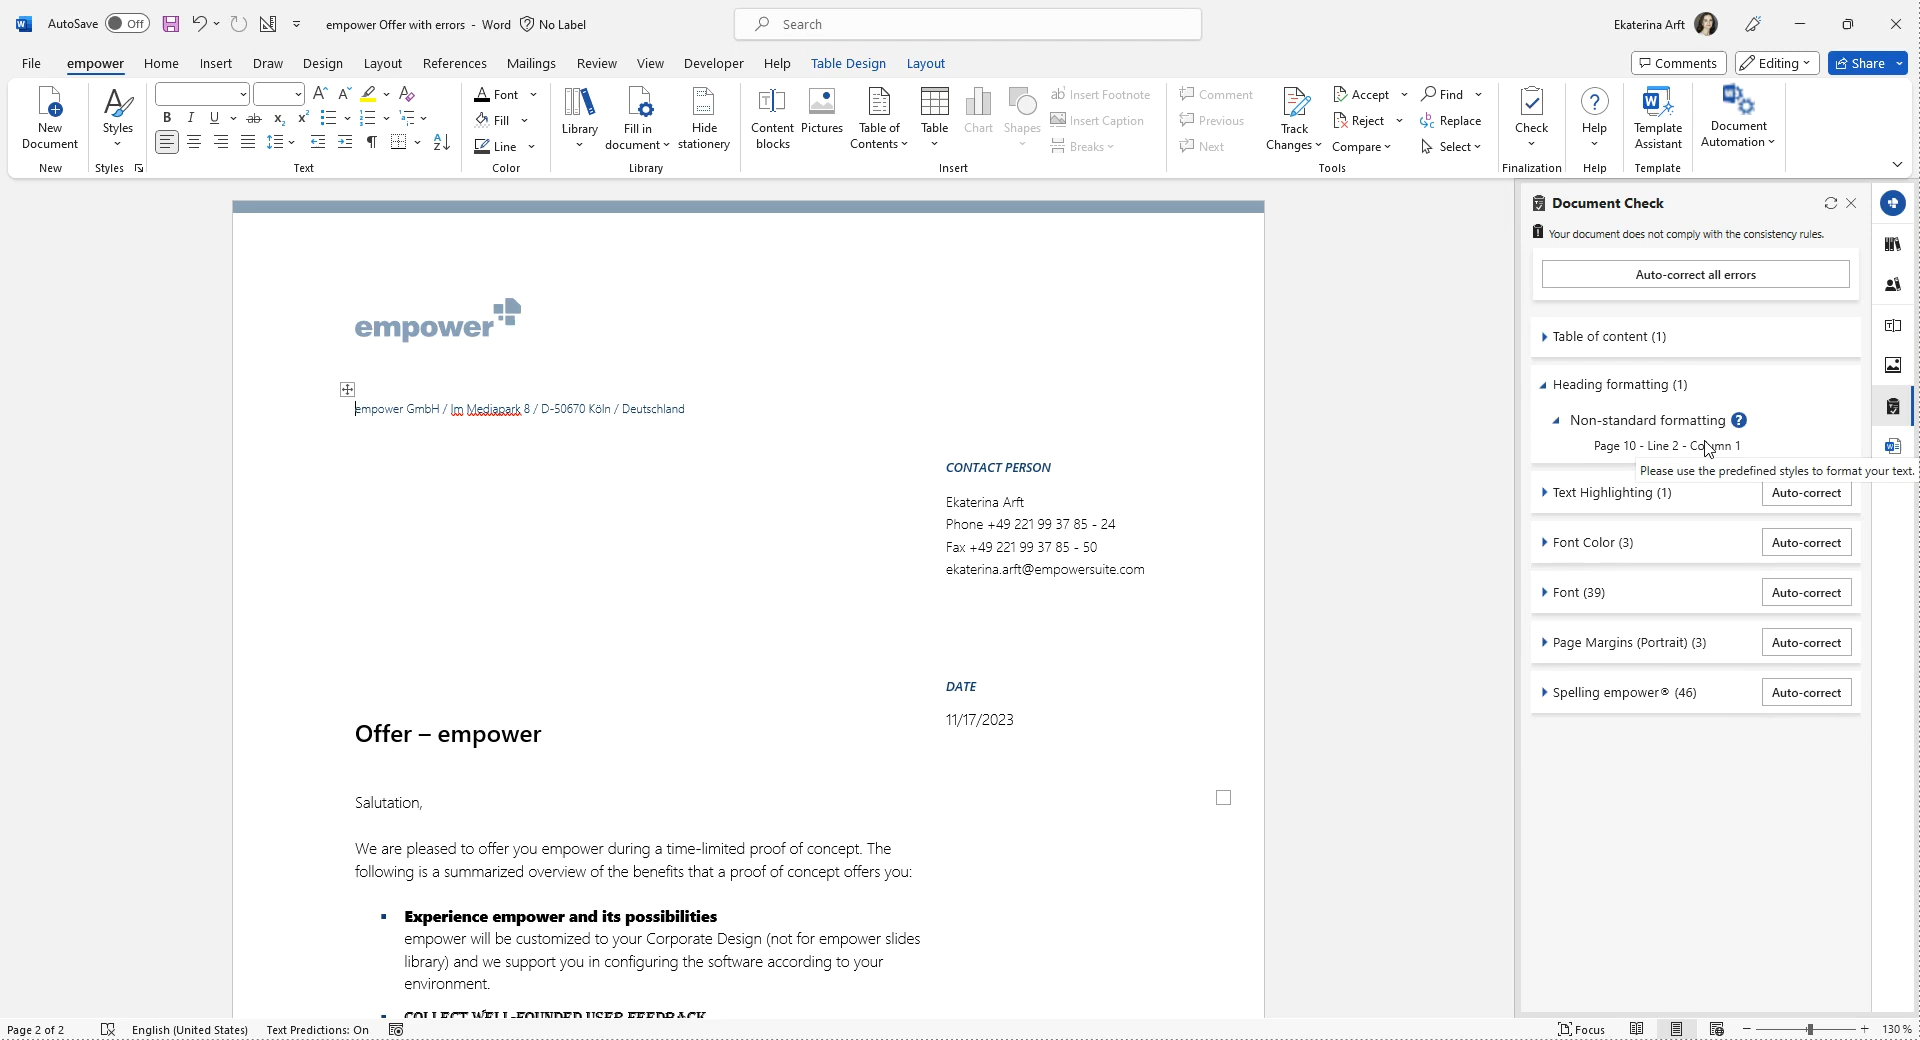 AutoSave Off empower Offer with errors - Word No Label Search Ekaterina Arft
File empower Home Insert Draw Design Layout References Mailings Review View Developer Help Table Design Layout Comments Editing Share
New Document
New
Styles
Styles
B I U ab x₂ x²
Text
Font
Fill
Line
Color
Library
Fill in document
Hide stationery
Library
Content blocks
Pictures
Table of Contents
Table
Chart
Shapes
Insert Footnote
Insert Caption
Breaks
Insert
Comment
Previous
Next
Track Changes
Accept
Reject
Compare
Find
Replace
Select
Tools
Check
Finalization
Help
Help
Template Assistant
Template
Document Automation
empower
empower GmbH / Im Mediapark 8 / D-50670 Köln / Deutschland
CONTACT PERSON
Ekaterina Arft
Phone +49 221 99 37 85 - 24
Fax +49 221 99 37 85 - 50
ekaterina.arft@empowersuite.com
DATE
11/17/2023
Offer – empower
Salutation,
We are pleased to offer you empower during a time-limited proof of concept. The
following is a summarized overview of the benefits that a proof of concept offers you:
▪ Experience empower and its possibilities
empower will be customized to your Corporate Design (not for empower slides
library) and we support you in configuring the software according to your
environment.
▪ COLLECT WELL-FOUNDED USER FEEDBACK
Document Check
Your document does not comply with the consistency rules.
Auto-correct all errors
Table of content (1)
Heading formatting (1)
Non-standard formatting ?
Page 10 - Line 2 - Column 1
Please use the predefined styles to format your text.
Text Highlighting (1) Auto-correct
Font Color (3) Auto-correct
Font (39) Auto-correct
Page Margins (Portrait) (3) Auto-correct
Spelling empower® (46) Auto-correct
Page 2 of 2 English (United States) Text Predictions: On Focus 130 %